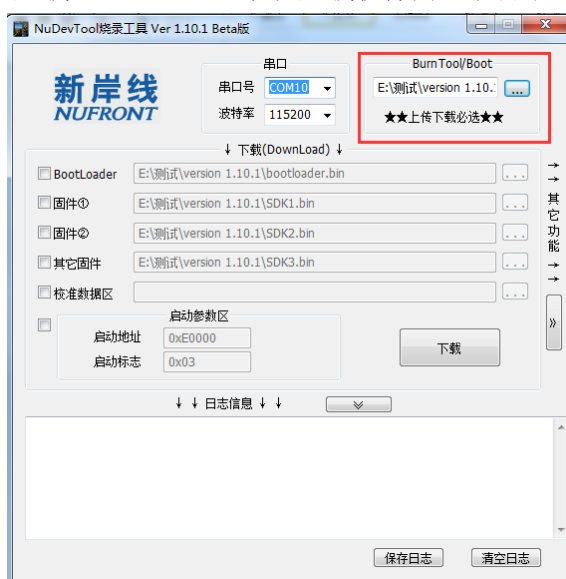 NuDevTool烧录工具 Ver 1.10.1 Beta版
新岸线
NUFRONT
串口
串口号 COM10
波特率 115200
BurnTool/Boot
E:\测试\version 1.10.: ...
★★上传下载必选★★
↓ 下载(DownLoad) ↓
BootLoader E:\测试\version 1.10.1\bootloader.bin ...
固件① E:\测试\version 1.10.1\SDK1.bin ...
固件② E:\测试\version 1.10.1\SDK2.bin ...
其它固件 E:\测试\version 1.10.1\SDK3.bin ...
校准数据区 ...
启动参数区
启动地址 0xE0000
启动标志 0x03
下载
→
→
其
它
功
能
→
→
»
↓ ↓ 日志信息 ↓ ↓
保存日志 清空日志